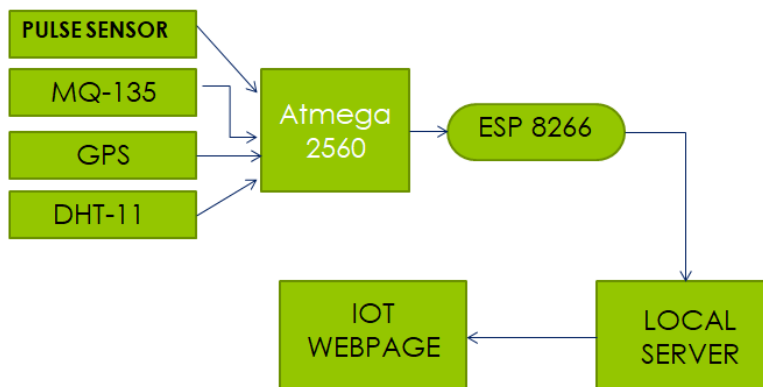 PULSE SENSOR
MQ-135
GPS
DHT-11
Atmega
2560
ESP 8266
LOCAL
SERVER
IOT
WEBPAGE